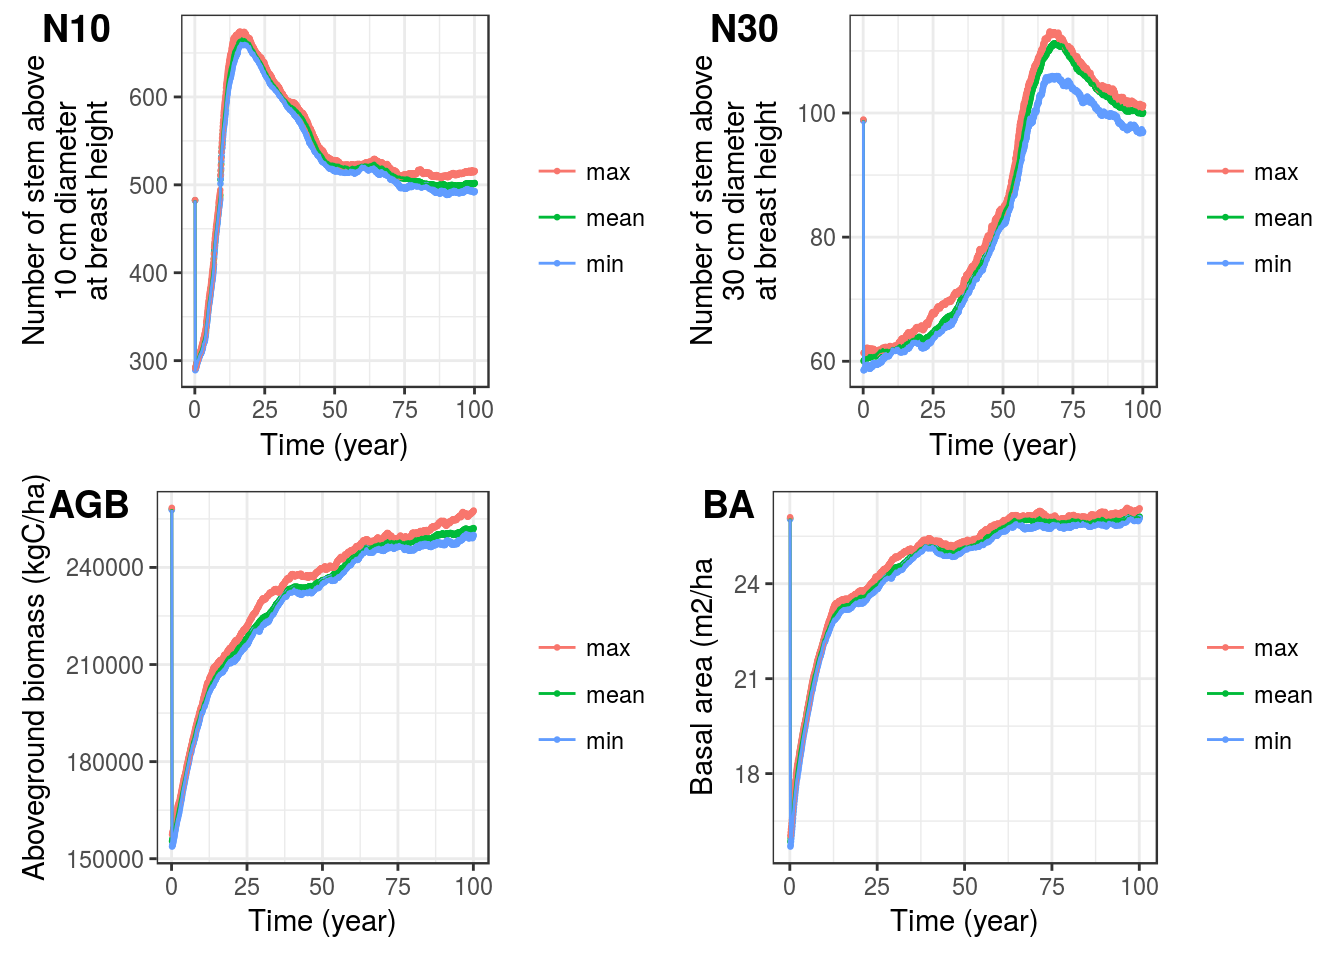 N10
Number of stem above
10 cm diameter
at breast height
600
500
400
300
0 25 50 75 100
Time (year)
max
mean
min
N30
Number of stem above
30 cm diameter
at breast height
100
80
60
0 25 50 75 100
Time (year)
max
mean
min
AGB
Aboveground biomass (kgC/ha)
240000
210000
180000
150000
0 25 50 75 100
Time (year)
max
mean
min
BA
Basal area (m2/ha
24
21
18
0 25 50 75 100
Time (year)
max
mean
min